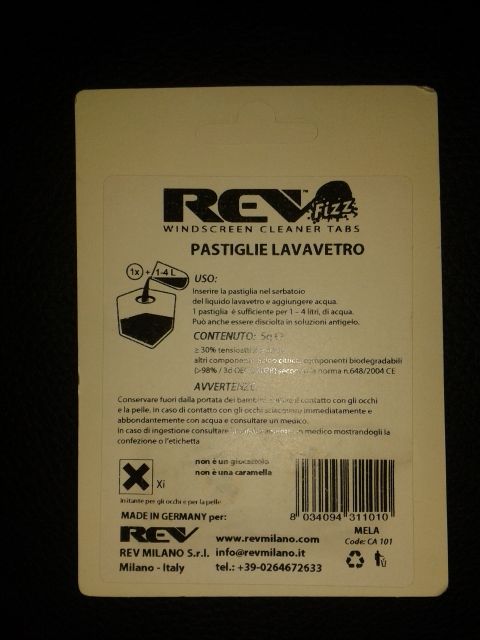 REV™ Fizz
WINDSCREEN CLEANER TABS
PASTIGLIE LAVAVETRO
1x + 1-4 L
USO:
Inserire la pastiglia nel serbatoio
del liquido lavavetro e aggiungere acqua.
1 pastiglia è sufficiente per 1 – 4 litri, di acqua.
Può anche essere disciolta in soluzioni antigelo.
CONTENUTO: 5g e
≥ 30% tensioatti
altri componenti componenti biodegradabili
(>98% / 3d norma n.648/2004 CE
AVVERTENZE
Conservare fuori dalla portata dei bambini contatto con gli occhi
e la pelle. In caso di contatto con gli occhi immediatamente e
abbondantemente con acqua e consultare un medico.
In caso di ingestione consultare medico mostrandogli la
confezione o l'etichetta
non è un giocattolo
non è una caramella
Xi
Irritante per gli occhi e per la pelle
8 034094 311010
MADE IN GERMANY per:
MELA
Code: CA 101
REV
www.revmilano.com
REV MILANO S.r.l. info@revmilano.it
Milano - Italy tel.: +39-0264672633